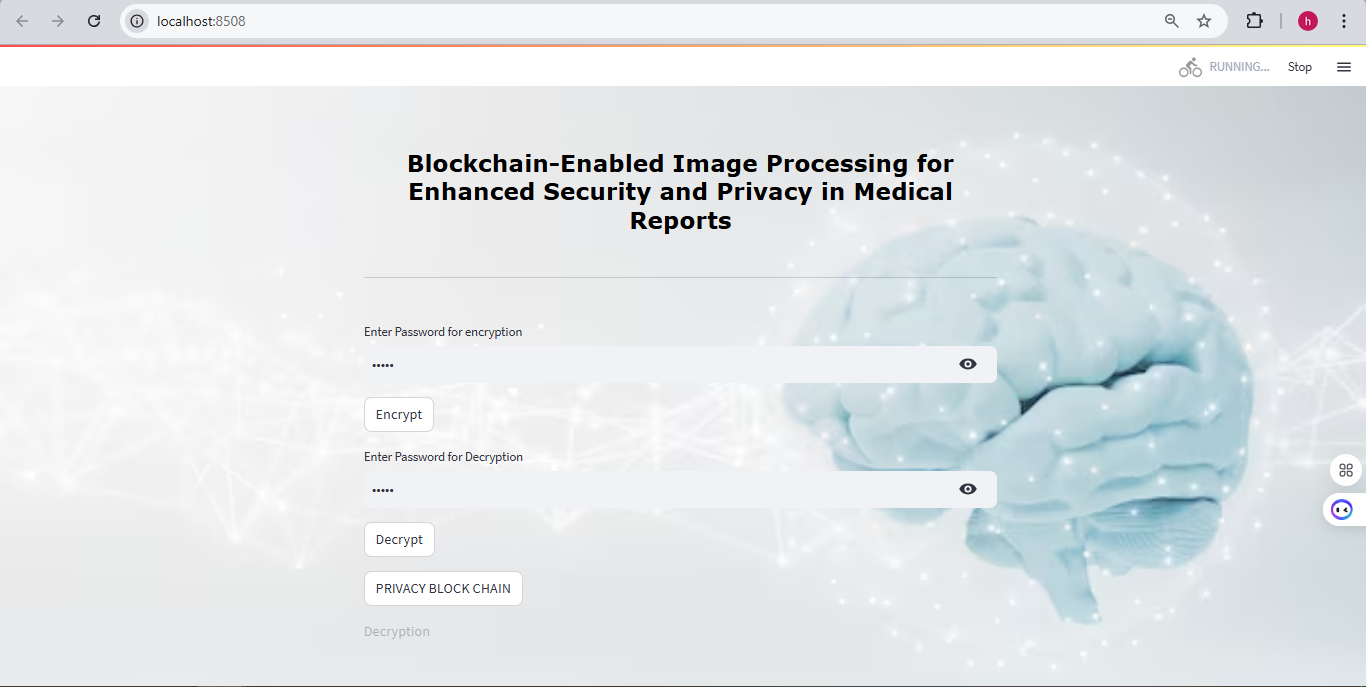 localhost:8508
h
RUNNING...
Stop
Blockchain-Enabled Image Processing for
Enhanced Security and Privacy in Medical
Reports
Enter Password for encryption
•••••
Encrypt
Enter Password for Decryption
•••••
Decrypt
PRIVACY BLOCK CHAIN
Decryption